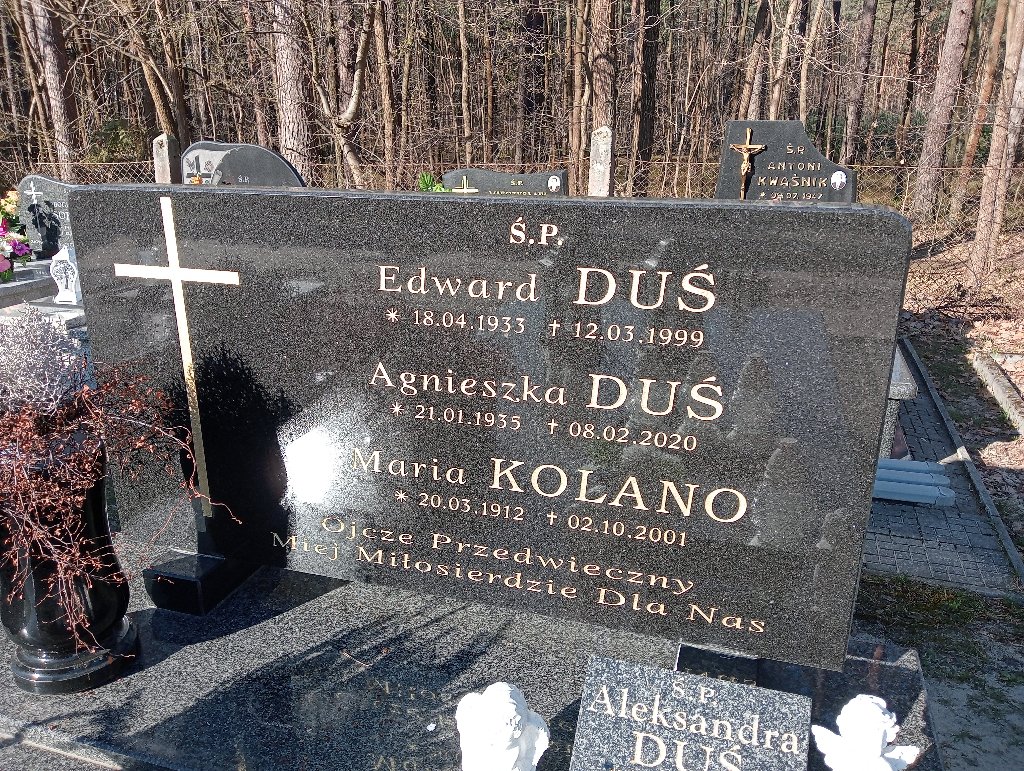 Ś.P.
Edward DUŚ
* 18.04.1933 † 12.03.1999
Agnieszka DUŚ
* 21.01.1935 † 08.02.2020
Maria KOLANO
* 20.03.1912 † 02.10.2001
Ojcze Przedwieczny
Miej Miłosierdzie Dla Nas
Ś.P.
Aleksandra
DUŚ
Ś.P.
ANTONI
KWAŚNIK
Ś.P.
Ś.P.